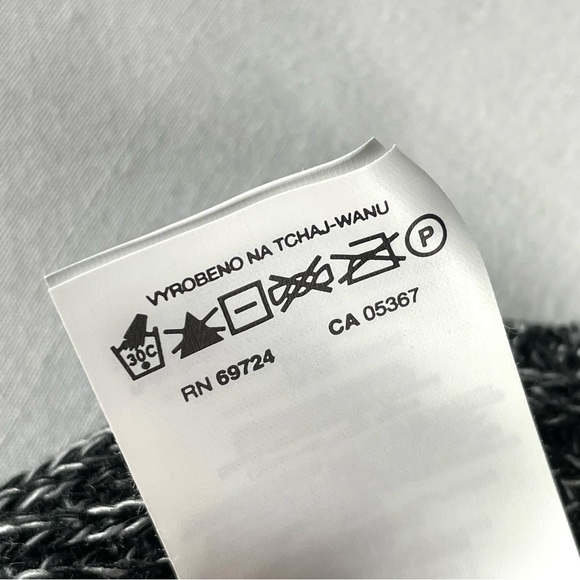 VYROBENO NA TCHAJ-WANU
30C P
RN 69724 CA 05367